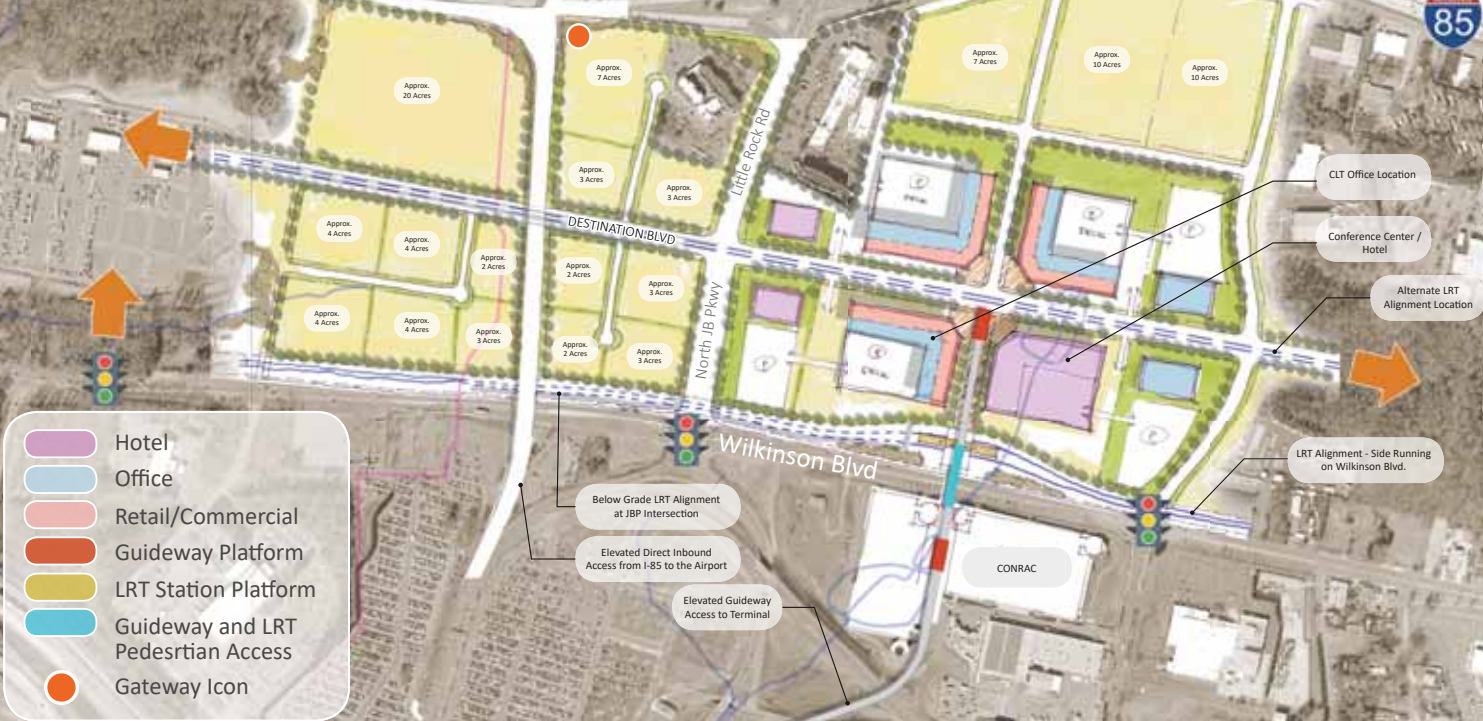 85
Approx.
20 Acres
Approx.
7 Acres
Approx.
7 Acres
Approx.
10 Acres
Approx.
10 Acres
Little Rock Rd
Approx.
3 Acres
Approx.
3 Acres
CLT Office Location
Conference Center /
Hotel
Alternate LRT
Alignment Location
DESTINATION BLVD
Approx.
4 Acres
Approx.
4 Acres
Approx.
2 Acres
Approx.
2 Acres
Approx.
3 Acres
Approx.
4 Acres
Approx.
4 Acres
Approx.
3 Acres
Approx.
2 Acres
Approx.
3 Acres
North JB Pkwy
P
P
P
P
Wilkinson Blvd
LRT Alignment - Side Running
on Wilkinson Blvd.
Below Grade LRT Alignment
at JBP Intersection
Elevated Direct Inbound
Access from I-85 to the Airport
Elevated Guideway
Access to Terminal
CONRAC
Hotel
Office
Retail/Commercial
Guideway Platform
LRT Station Platform
Guideway and LRT
Pedesrtian Access
Gateway Icon